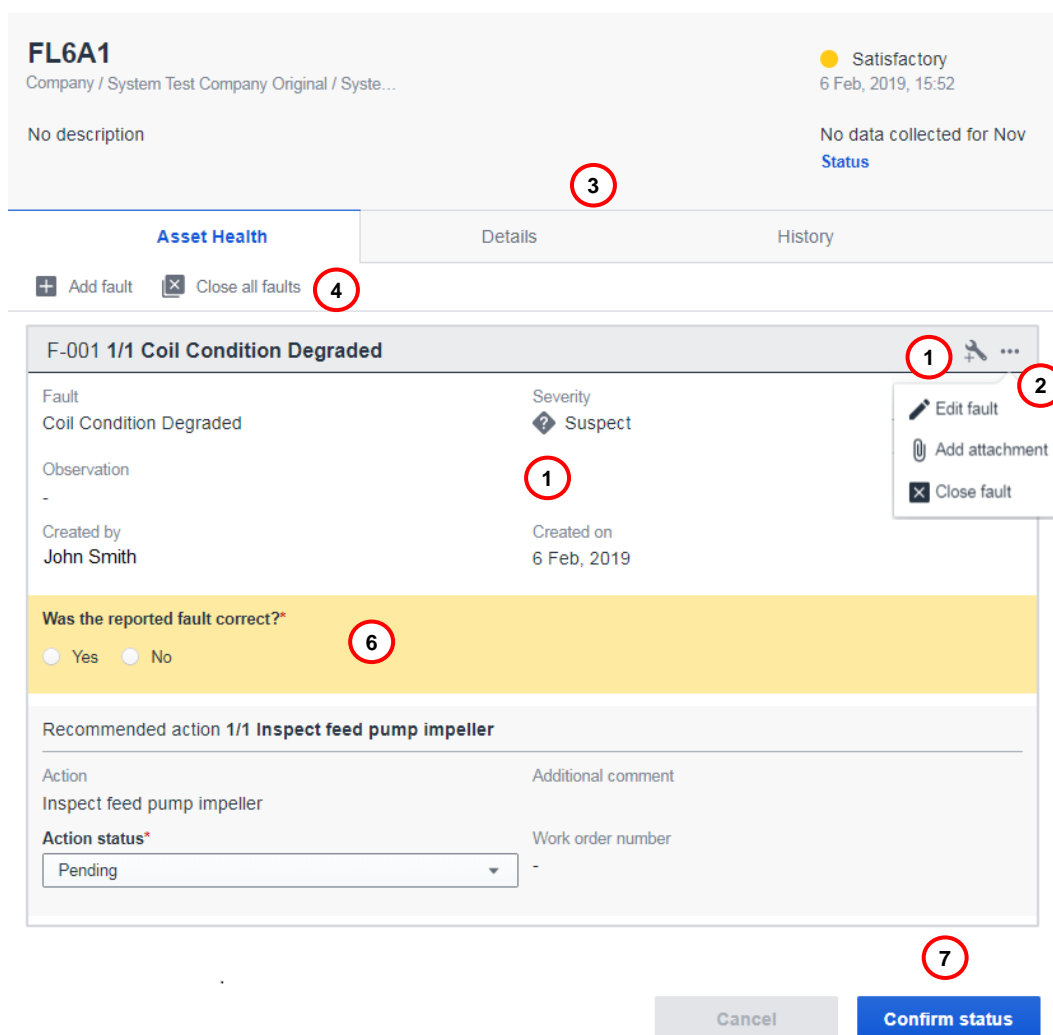 FL6A1
Company / System Test Company Original / Syste...
Satisfactory
6 Feb, 2019, 15:52
No description
No data collected for Nov
Status
3
Asset Health
Details
History
Add fault
Close all faults
4
F-001 1/1 Coil Condition Degraded
1
2
Fault
Coil Condition Degraded
Severity
Suspect
Edit fault
Add attachment
Close fault
Observation
-
1
Created by
John Smith
Created on
6 Feb, 2019
Was the reported fault correct?*
Yes
No
6
Recommended action 1/1 Inspect feed pump impeller
Action
Inspect feed pump impeller
Additional comment
Action status*
Pending
Work order number
-
7
.
Cancel
Confirm status